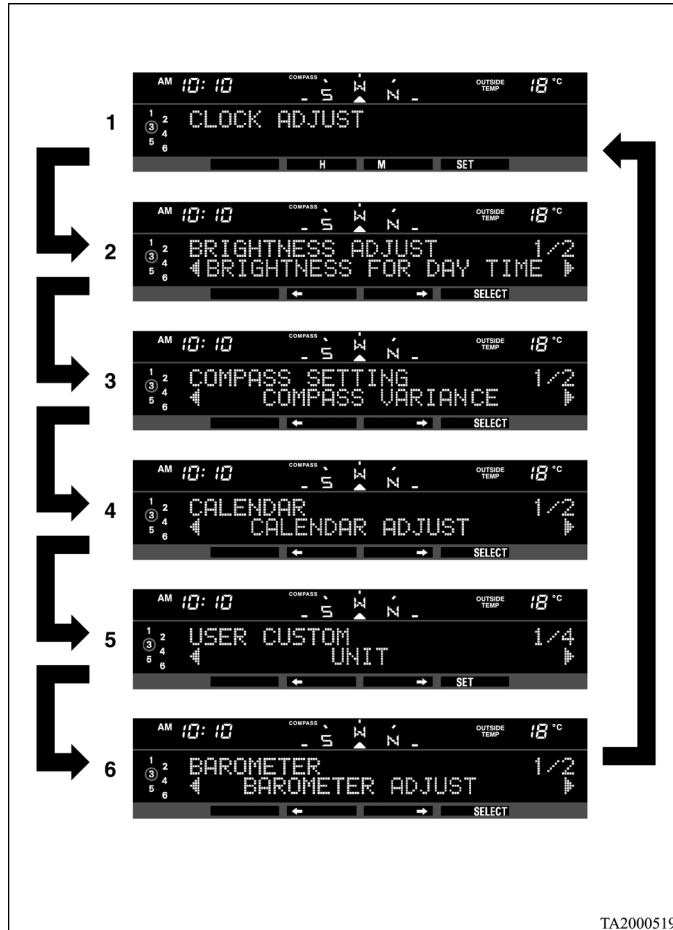 AM 10:10 COMPASS S W N OUTSIDE TEMP 18 °C
1
1 2 3 4 5 6
CLOCK ADJUST
H M SET
AM 10:10 COMPASS S W N OUTSIDE TEMP 18 °C
2
1 2 3 4 5 6
BRIGHTNESS ADJUST 1/2
BRIGHTNESS FOR DAY TIME
SELECT
AM 10:10 COMPASS S W N OUTSIDE TEMP 18 °C
3
1 2 3 4 5 6
COMPASS SETTING 1/2
COMPASS VARIANCE
SELECT
AM 10:10 COMPASS S W N OUTSIDE TEMP 18 °C
4
1 2 3 4 5 6
CALENDAR 1/2
CALENDAR ADJUST
SELECT
AM 10:10 COMPASS S W N OUTSIDE TEMP 18 °C
5
1 2 3 4 5 6
USER CUSTOM 1/4
UNIT
SET
AM 10:10 COMPASS S W N OUTSIDE TEMP 18 °C
6
1 2 3 4 5 6
BAROMETER 1/2
BAROMETER ADJUST
SELECT
TA2000519